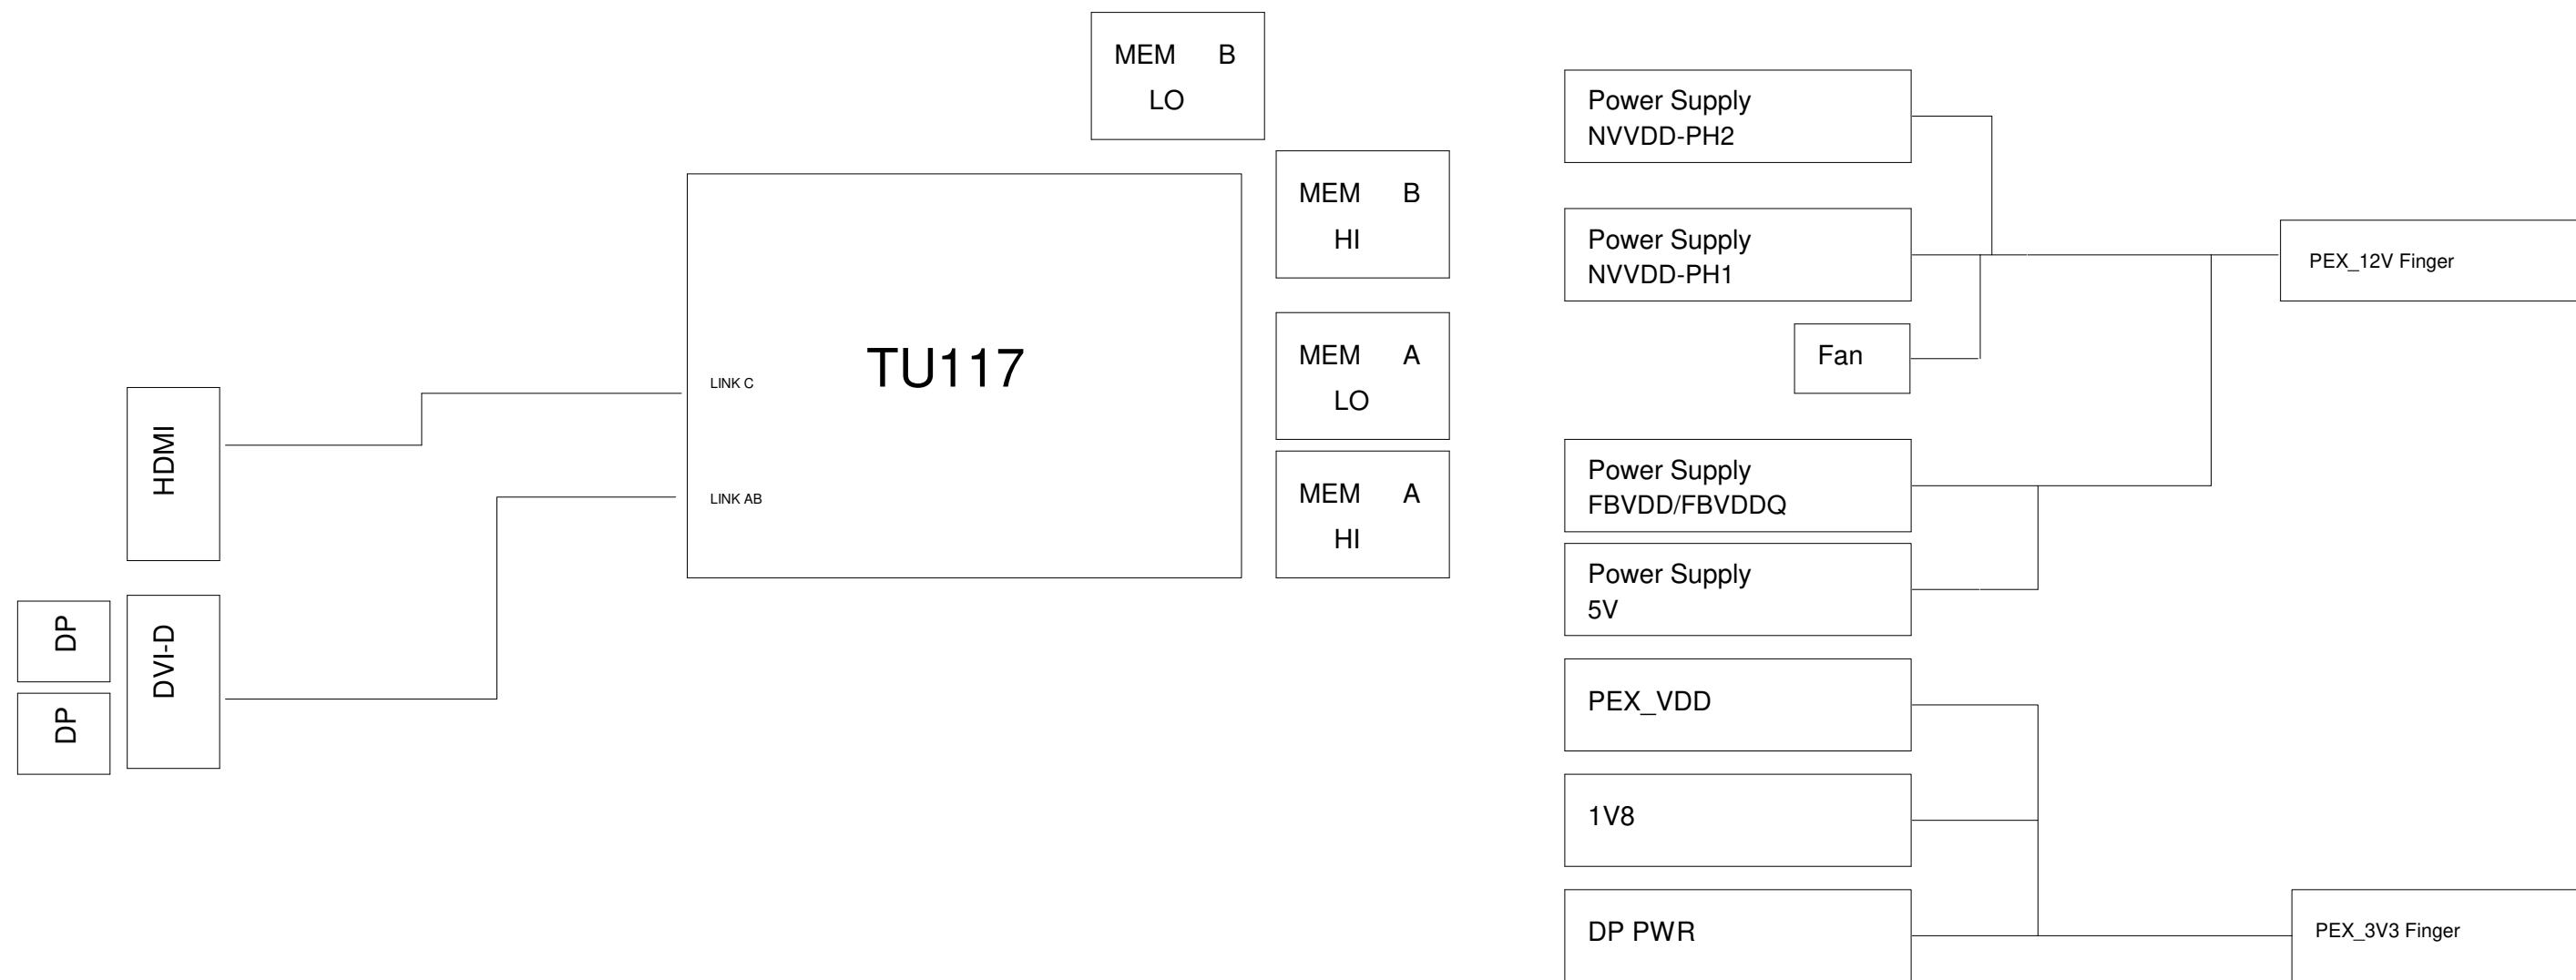 MEM B
LO
MEM B
HI
TU117
LINK C
LINK AB
MEM A
LO
MEM A
HI
HDMI
DVI-D
DP
DP
Power Supply
NVVDD-PH2
Power Supply
NVVDD-PH1
Fan
Power Supply
FBVDD/FBVDDQ
Power Supply
5V
PEX_VDD
1V8
DP PWR
PEX_12V Finger
PEX_3V3 Finger